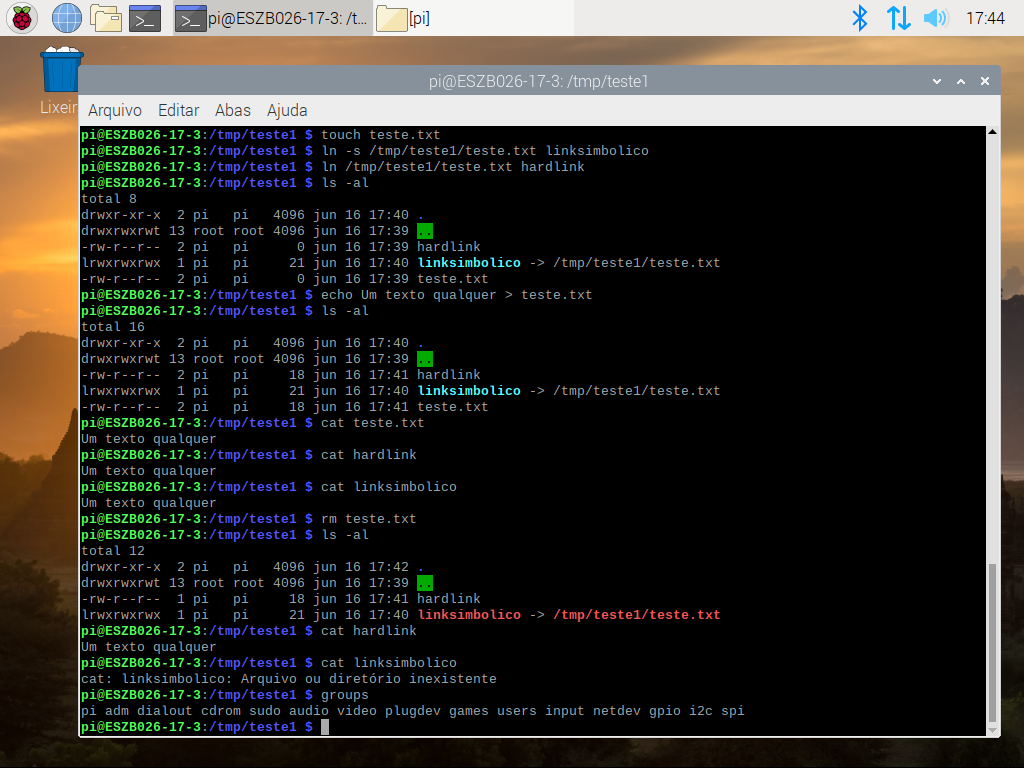 pi@ESZB026-17-3: /t... [pi] 17:44
Lixeir
pi@ESZB026-17-3: /tmp/teste1
Arquivo Editar Abas Ajuda
pi@ESZB026-17-3:/tmp/teste1 $ touch teste.txt
pi@ESZB026-17-3:/tmp/teste1 $ ln -s /tmp/teste1/teste.txt linksimbolico
pi@ESZB026-17-3:/tmp/teste1 $ ln /tmp/teste1/teste.txt hardlink
pi@ESZB026-17-3:/tmp/teste1 $ ls -al
total 8
drwxr-xr-x  2 pi   pi   4096 jun 16 17:40 .
drwxrwxrwt 13 root root 4096 jun 16 17:39 ..
-rw-r--r--  2 pi   pi      0 jun 16 17:39 hardlink
lrwxrwxrwx  1 pi   pi     21 jun 16 17:40 linksimbolico -> /tmp/teste1/teste.txt
-rw-r--r--  2 pi   pi      0 jun 16 17:39 teste.txt
pi@ESZB026-17-3:/tmp/teste1 $ echo Um texto qualquer > teste.txt
pi@ESZB026-17-3:/tmp/teste1 $ ls -al
total 16
drwxr-xr-x  2 pi   pi   4096 jun 16 17:40 .
drwxrwxrwt 13 root root 4096 jun 16 17:39 ..
-rw-r--r--  2 pi   pi     18 jun 16 17:41 hardlink
lrwxrwxrwx  1 pi   pi     21 jun 16 17:40 linksimbolico -> /tmp/teste1/teste.txt
-rw-r--r--  2 pi   pi     18 jun 16 17:41 teste.txt
pi@ESZB026-17-3:/tmp/teste1 $ cat teste.txt
Um texto qualquer
pi@ESZB026-17-3:/tmp/teste1 $ cat hardlink
Um texto qualquer
pi@ESZB026-17-3:/tmp/teste1 $ cat linksimbolico
Um texto qualquer
pi@ESZB026-17-3:/tmp/teste1 $ rm teste.txt
pi@ESZB026-17-3:/tmp/teste1 $ ls -al
total 12
drwxr-xr-x  2 pi   pi   4096 jun 16 17:42 .
drwxrwxrwt 13 root root 4096 jun 16 17:39 ..
-rw-r--r--  1 pi   pi     18 jun 16 17:41 hardlink
lrwxrwxrwx  1 pi   pi     21 jun 16 17:40 linksimbolico -> /tmp/teste1/teste.txt
pi@ESZB026-17-3:/tmp/teste1 $ cat hardlink
Um texto qualquer
pi@ESZB026-17-3:/tmp/teste1 $ cat linksimbolico
cat: linksimbolico: Arquivo ou diretório inexistente
pi@ESZB026-17-3:/tmp/teste1 $ groups
pi adm dialout cdrom sudo audio video plugdev games users input netdev gpio i2c spi
pi@ESZB026-17-3:/tmp/teste1 $